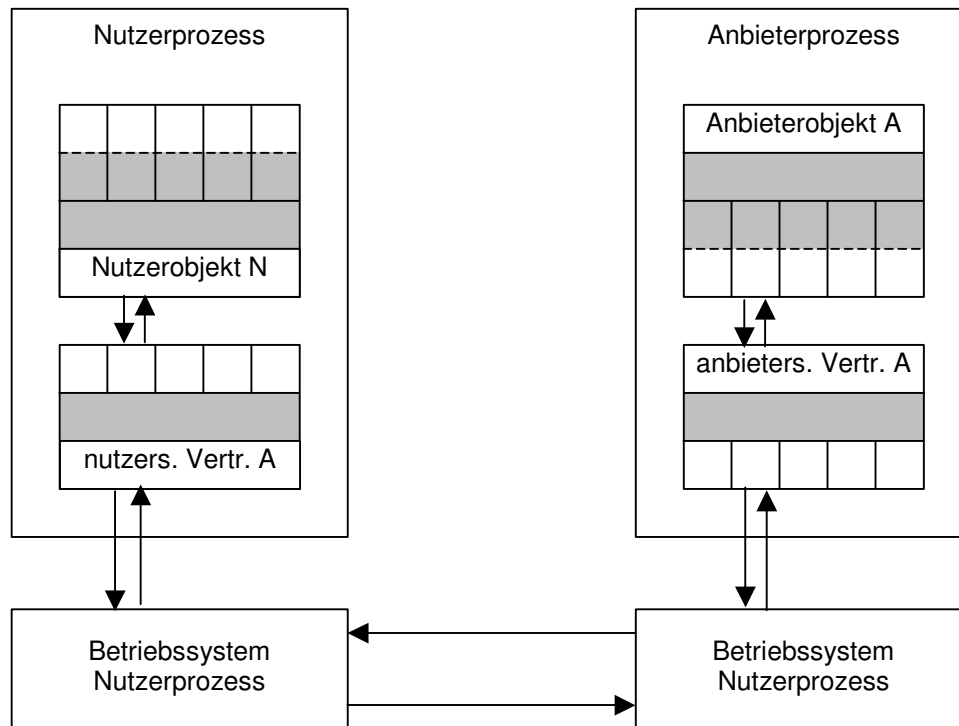 Nutzerprozess
Nutzerobjekt N
nutzers. Vertr. A
Betriebssystem
Nutzerprozess
Anbieterprozess
Anbieterobjekt A
anbieters. Vertr. A
Betriebssystem
Nutzerprozess